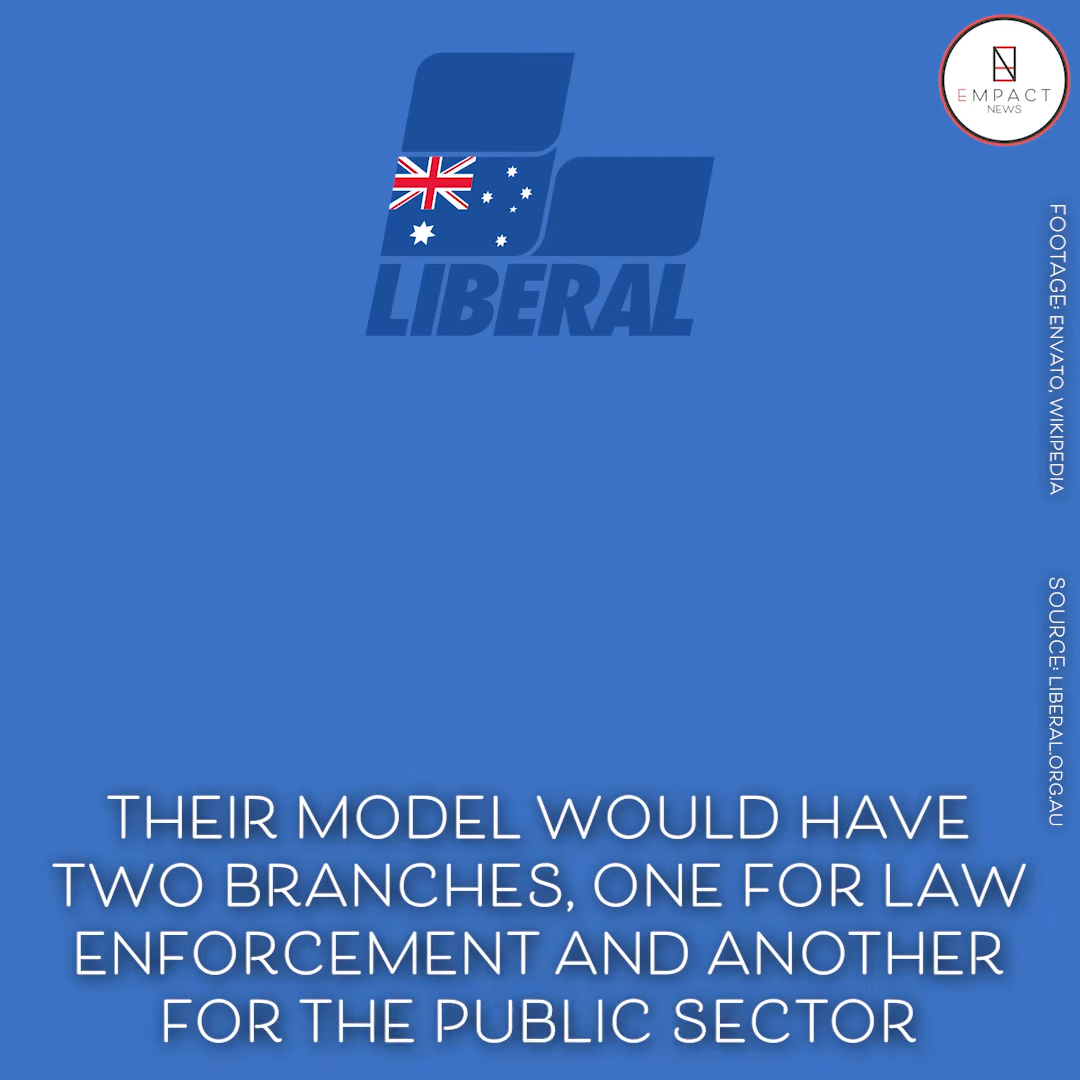 EMPACT
NEWS
LIBERAL
FOOTAGE: ENVATO, WIKIPEDIA
SOURCE: LIBERAL.ORG.AU
THEIR MODEL WOULD HAVE
TWO BRANCHES, ONE FOR LAW
ENFORCEMENT AND ANOTHER
FOR THE PUBLIC SECTOR